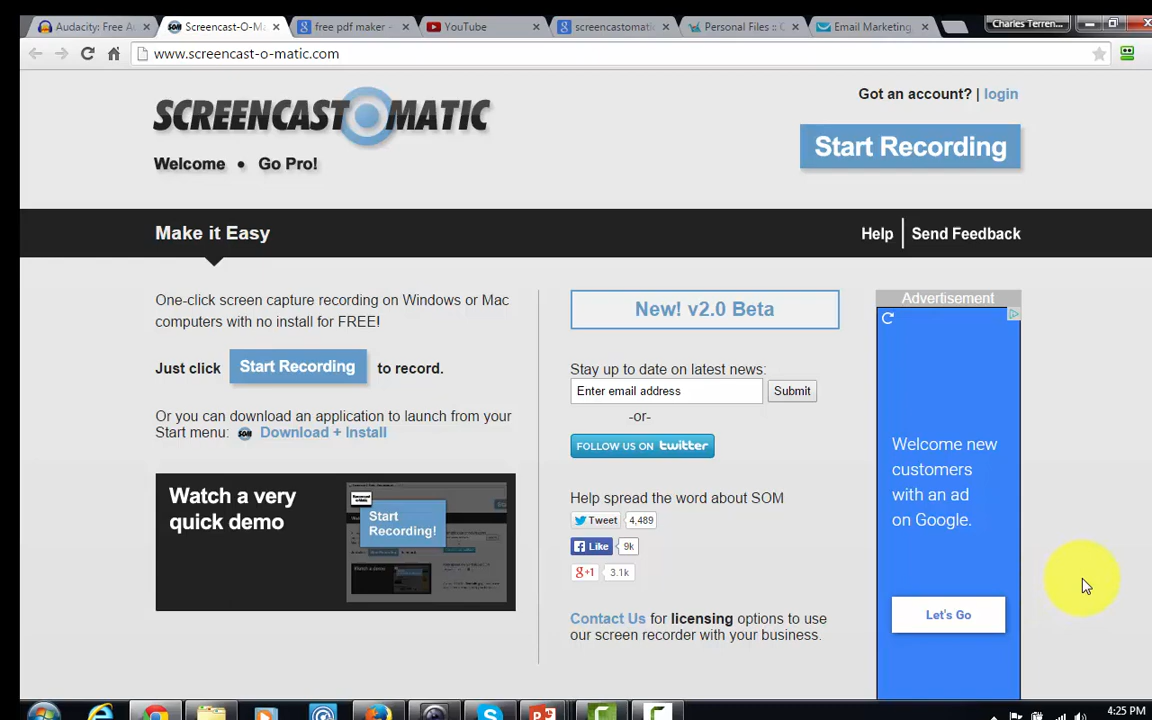 Audacity: Free Au
Screencast-O-Ma
free pdf maker -
YouTube
screencastomatic
Personal Files :: C
Email Marketing
Charles Terren...
www.screencast-o-matic.com
SCREENCAST O MATIC
Got an account? | login
Start Recording
Welcome • Go Pro!
Make it Easy
Help
Send Feedback
One-click screen capture recording on Windows or Mac
computers with no install for FREE!
Just click Start Recording to record.
Or you can download an application to launch from your
Start menu: SOM Download + Install
Watch a very
quick demo
Start
Recording!
New! v2.0 Beta
Stay up to date on latest news:
Enter email address
Submit
-or-
FOLLOW US ON twitter
Help spread the word about SOM
Tweet 4,489
Like 9k
g+1 3.1k
Contact Us for licensing options to use
our screen recorder with your business.
Advertisement
Welcome new
customers
with an ad
on Google.
Let's Go
4:25 PM